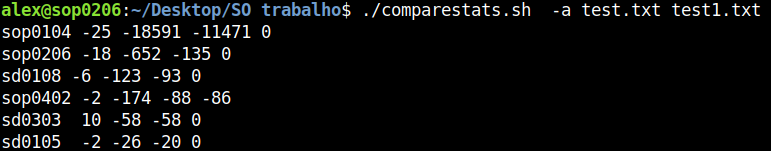 alex@sop0206:~/Desktop/SO trabalho$ ./comparestats.sh  -a test.txt test1.txt
sop0104 -25 -18591 -11471 0
sop0206 -18 -652 -135 0
sd0108 -6 -123 -93 0
sop0402 -2 -174 -88 -86
sd0303  10 -58 -58 0
sd0105  -2 -26 -20 0